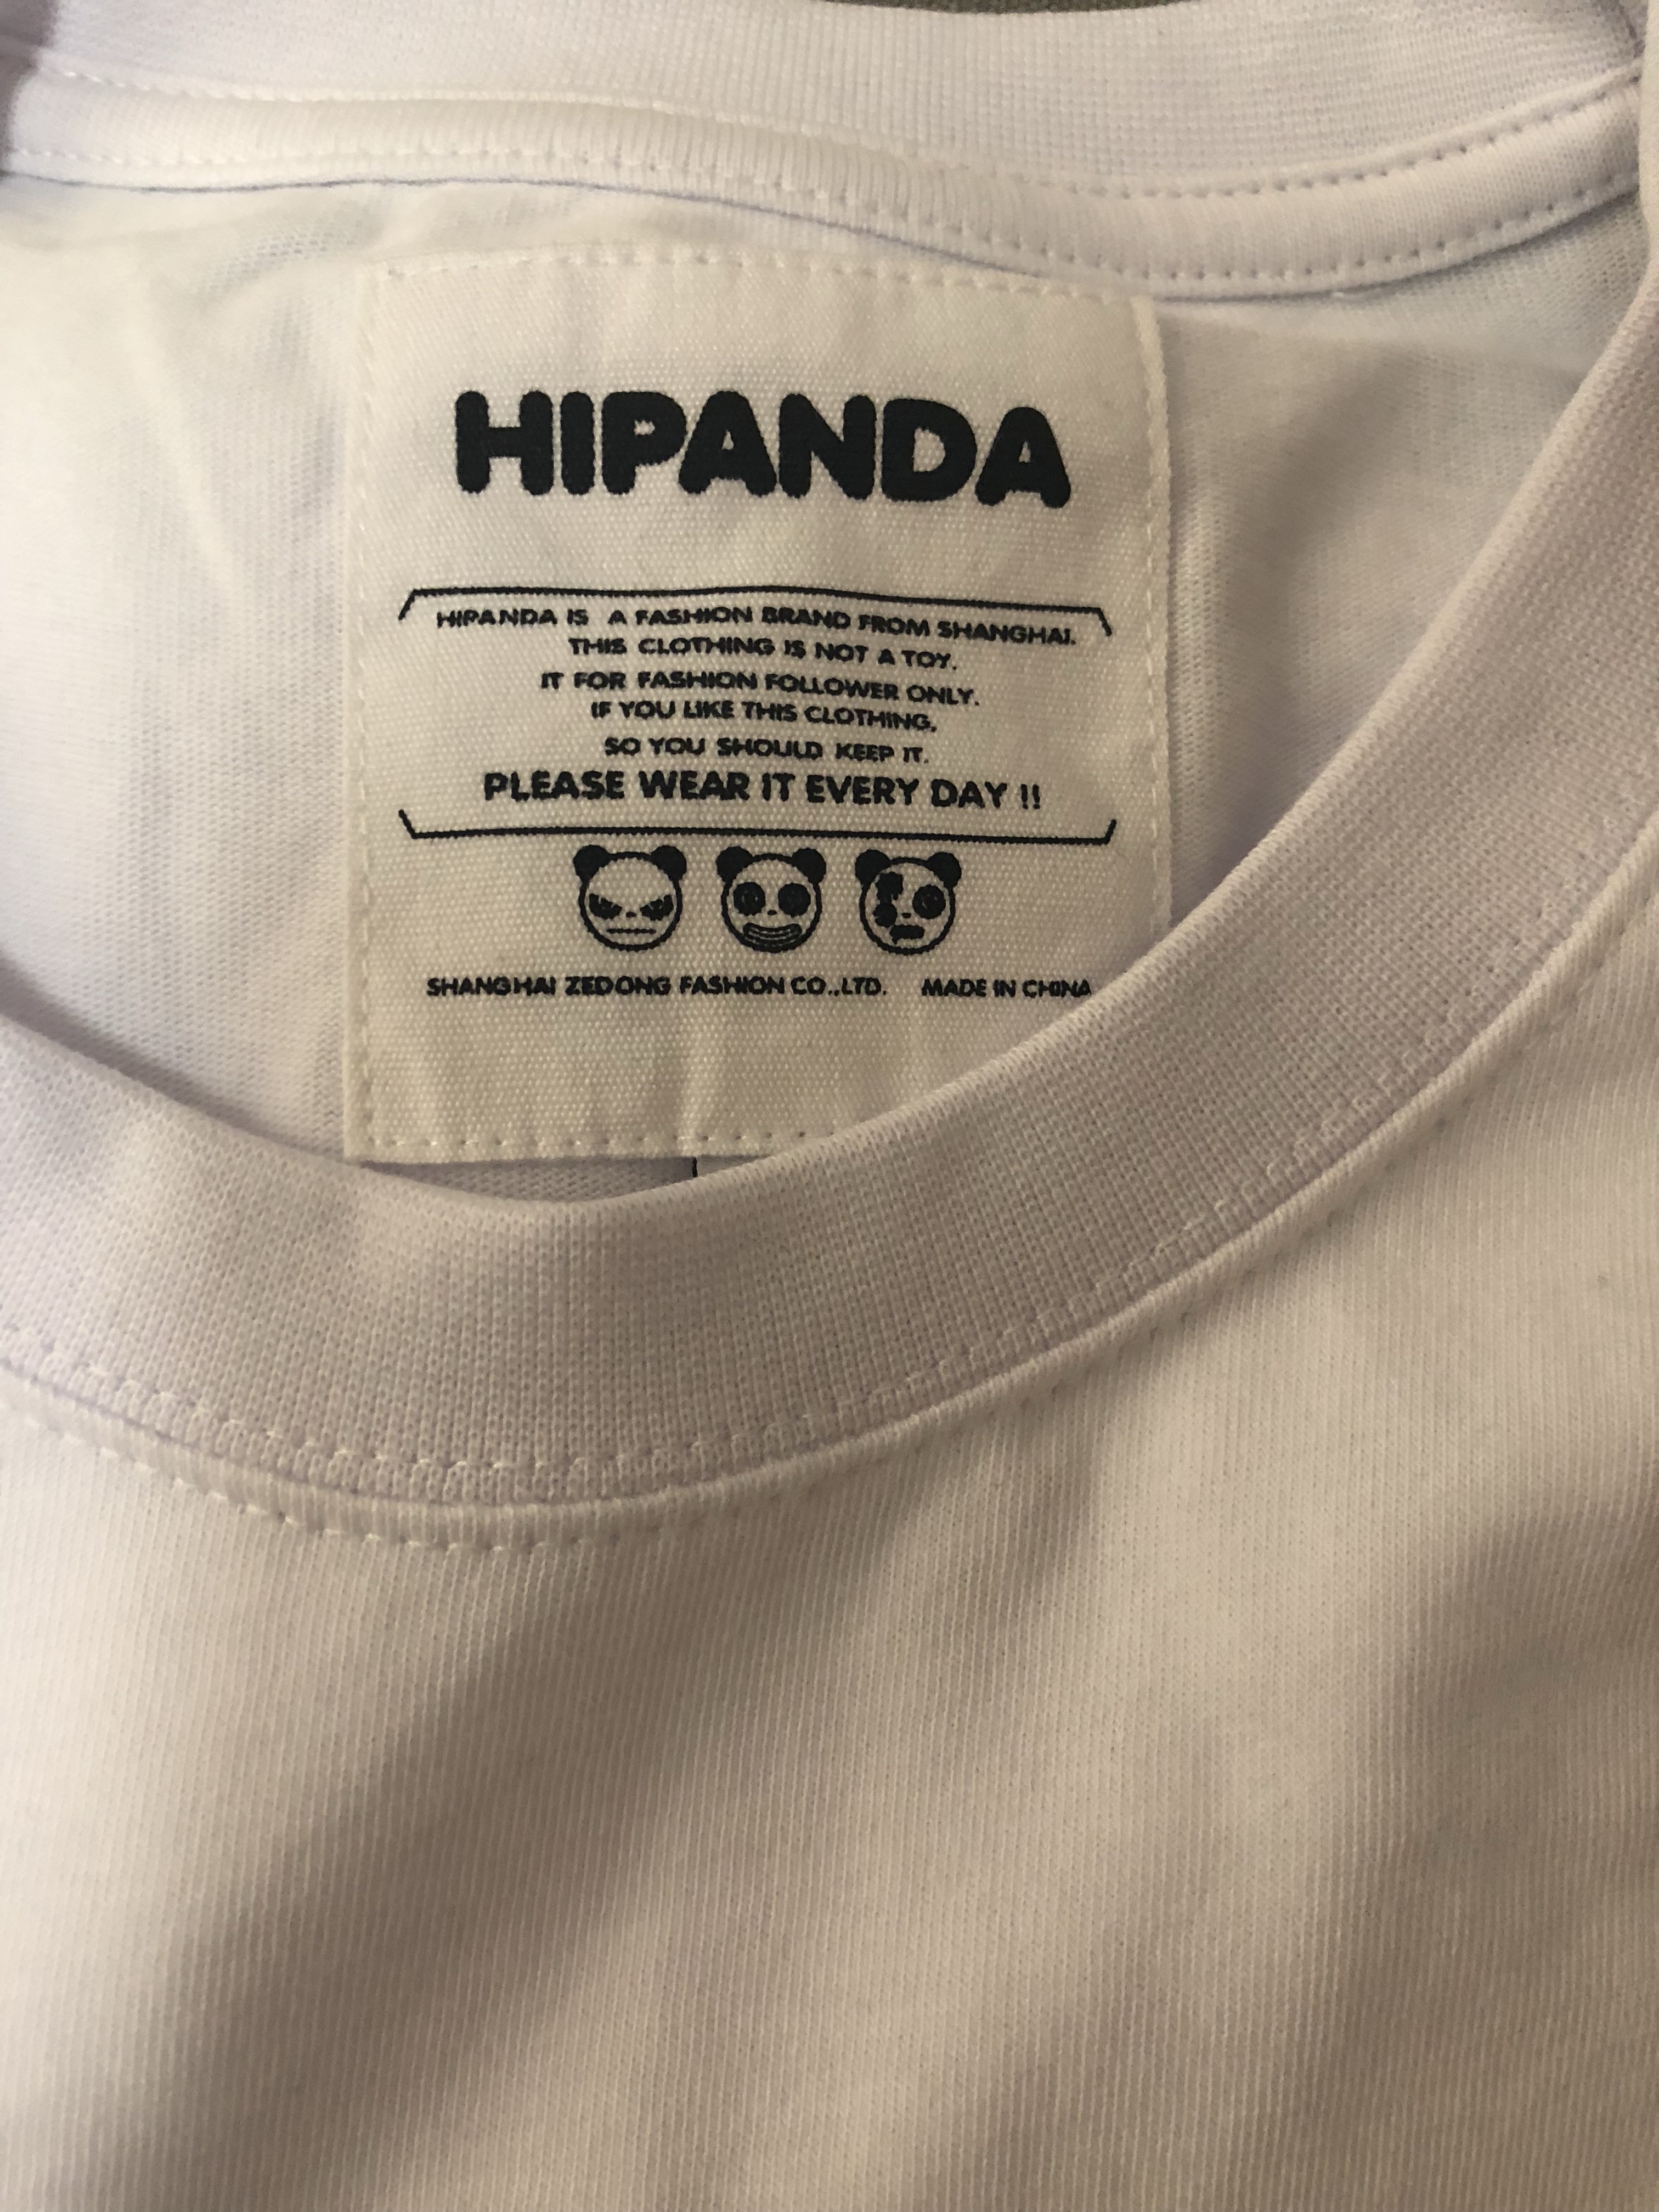 HIPANDA
HIPANDA IS A FASHION BRAND FROM SHANGHAI.
THIS CLOTHING IS NOT A TOY.
IT FOR FASHION FOLLOWER ONLY.
IF YOU LIKE THIS CLOTHING,
SO YOU SHOULD KEEP IT.
PLEASE WEAR IT EVERY DAY !!
SHANGHAI ZEDONG FASHION CO.,LTD. MADE IN CHINA